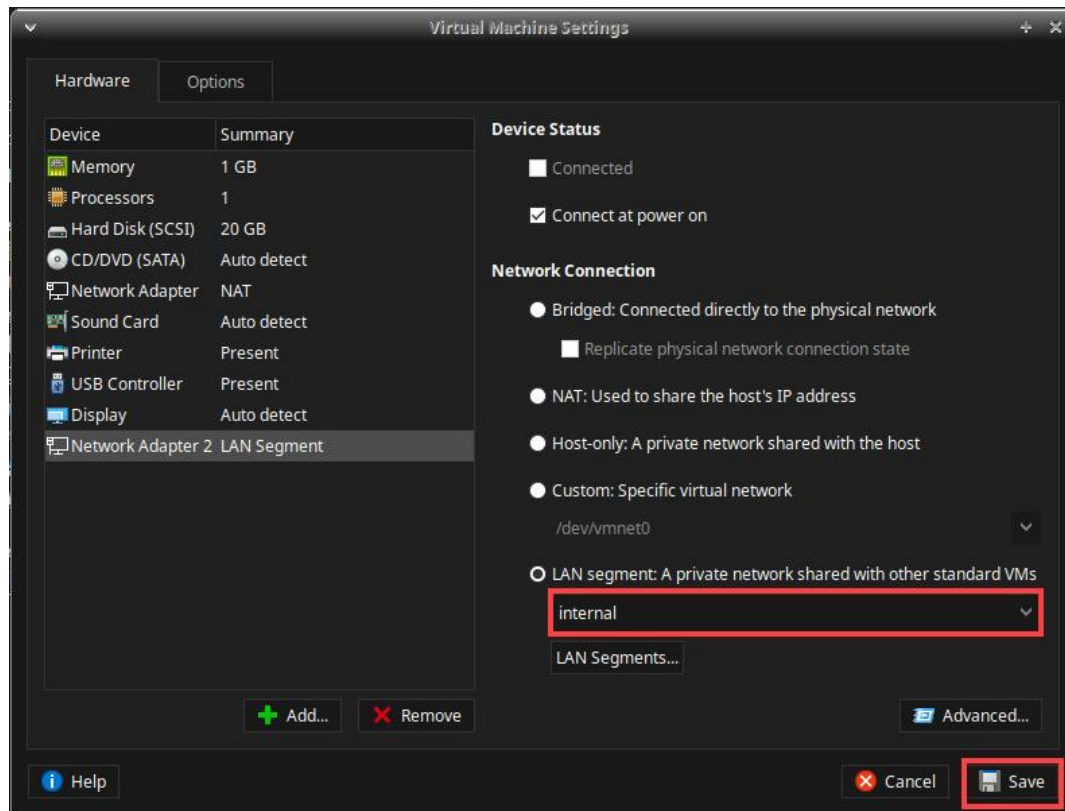 Virtual Machine Settings
Hardware Options
Device Summary
Memory 1 GB
Processors 1
Hard Disk (SCSI) 20 GB
CD/DVD (SATA) Auto detect
Network Adapter NAT
Sound Card Auto detect
Printer Present
USB Controller Present
Display Auto detect
Network Adapter 2 LAN Segment
Add... Remove
Device Status
Connected
Connect at power on
Network Connection
Bridged: Connected directly to the physical network
Replicate physical network connection state
NAT: Used to share the host's IP address
Host-only: A private network shared with the host
Custom: Specific virtual network
/dev/vmnet0
LAN segment: A private network shared with other standard VMs
internal
LAN Segments...
Advanced...
Help Cancel Save